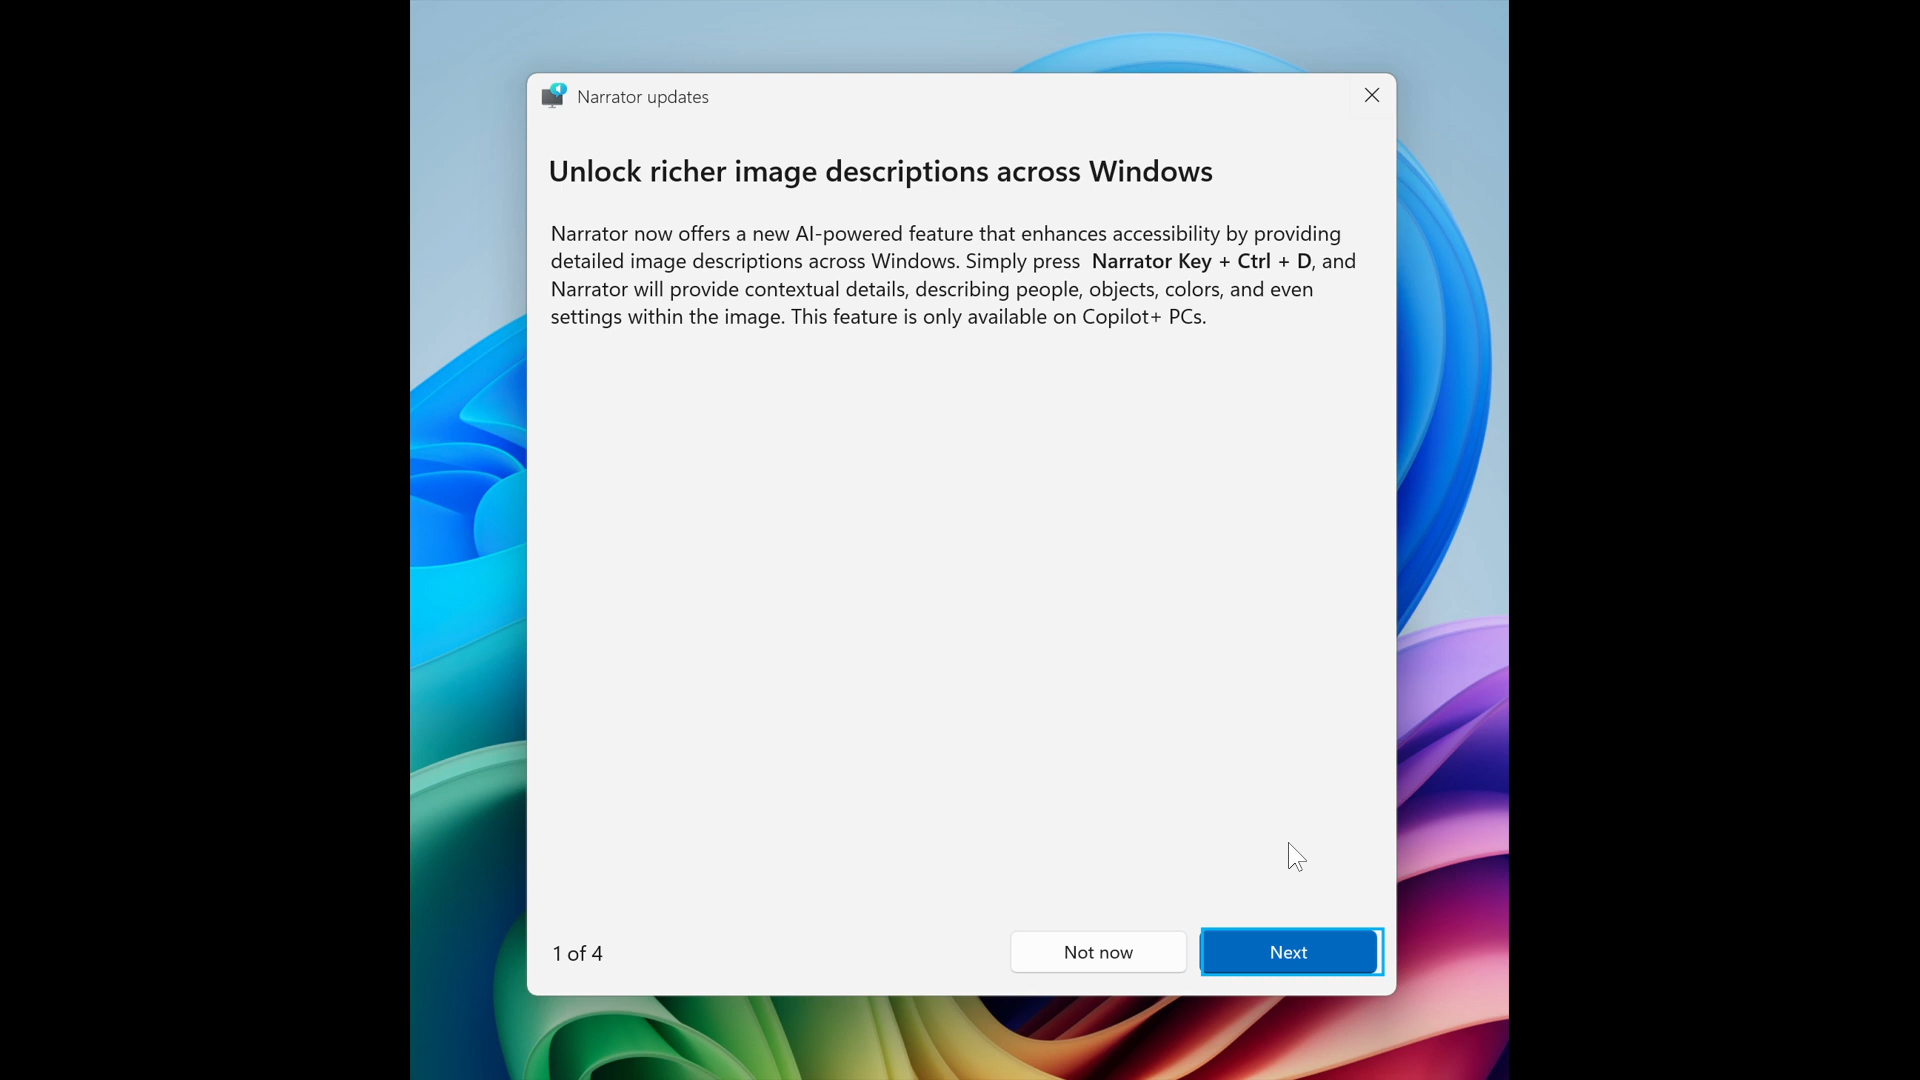 Narrator updates
Unlock richer image descriptions across Windows
Narrator now offers a new AI-powered feature that enhances accessibility by providing
detailed image descriptions across Windows. Simply press Narrator Key + Ctrl + D, and
Narrator will provide contextual details, describing people, objects, colors, and even
settings within the image. This feature is only available on Copilot+ PCs.
1 of 4
Not now
Next